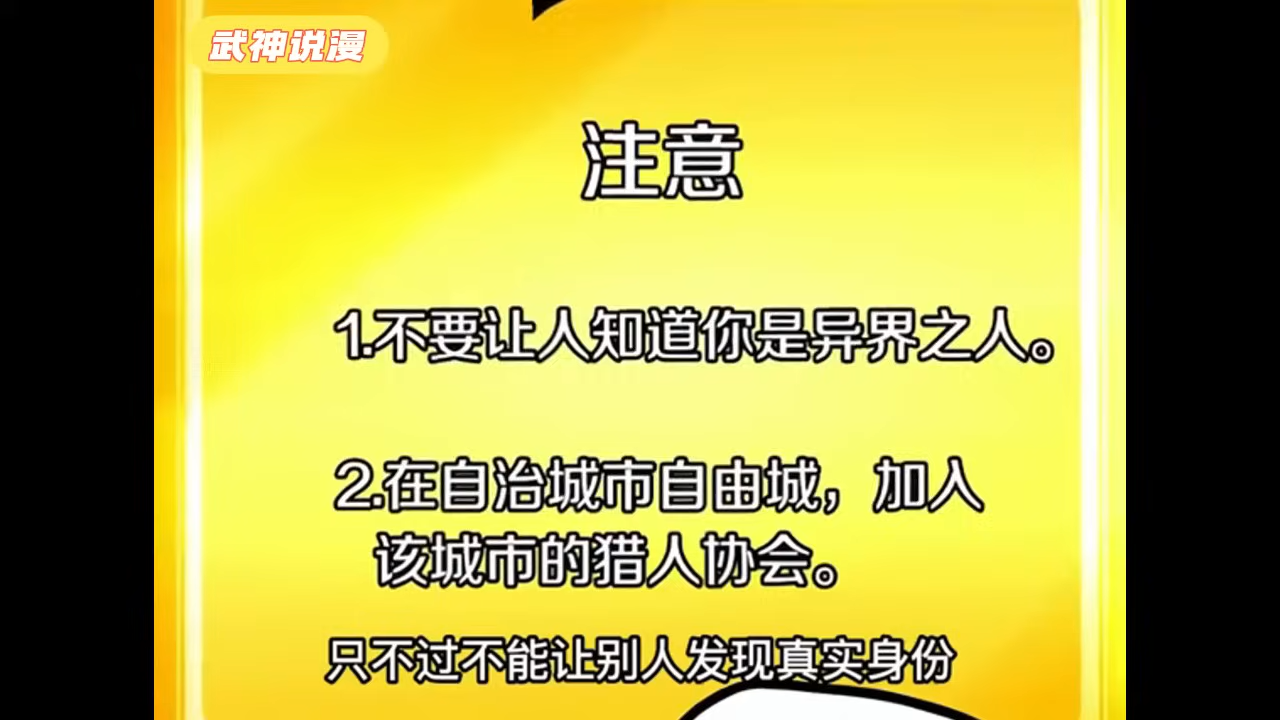 武神说漫
注意
1.不要让人知道你是异界之人。
2.在自治城市自由城，加入
该城市的猎人协会。
只不过不能让别人发现真实身份